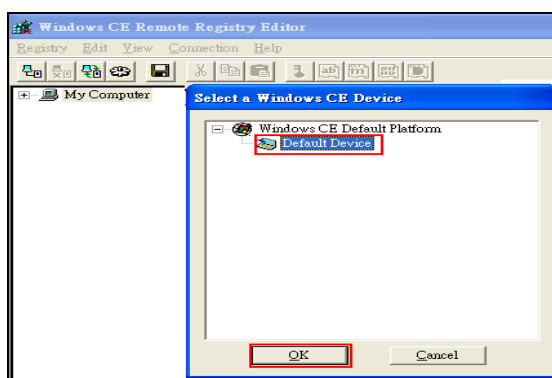 Windows CE Remote Registry Editor
Registry Edit View Connection Help
My Computer
Select a Windows CE Device
Windows CE Default Platform
Default Device
OK Cancel